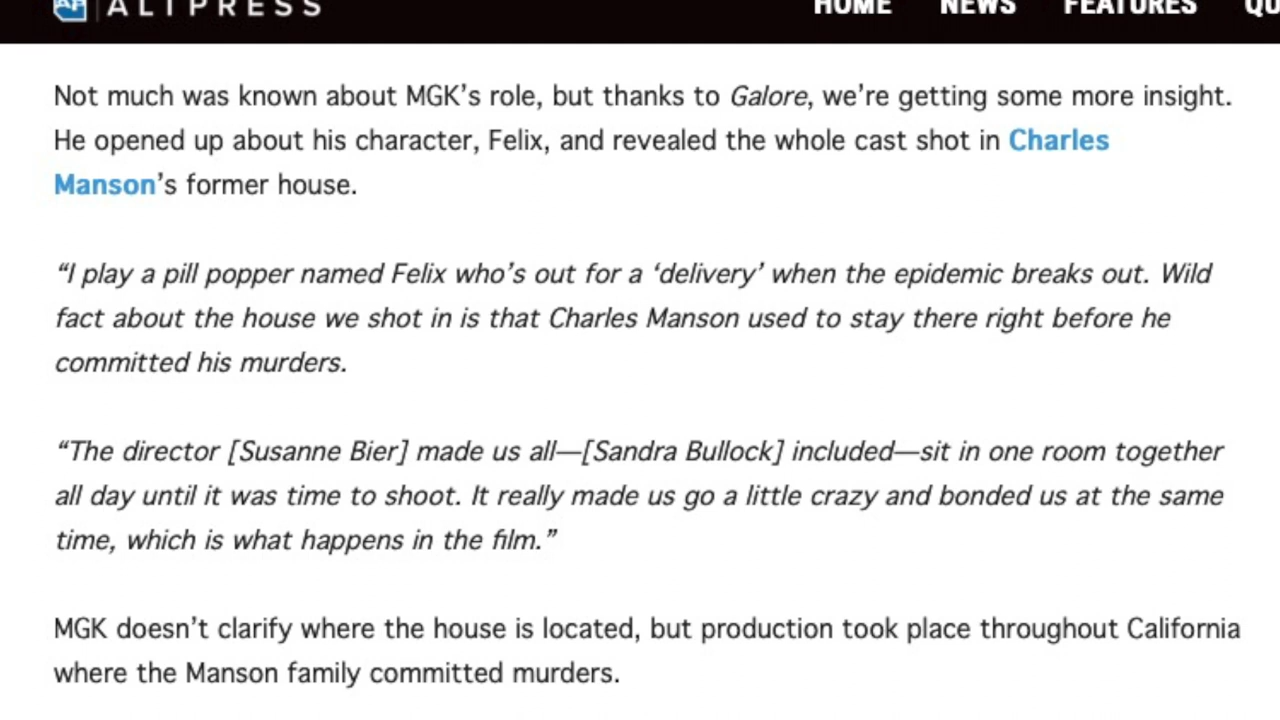 ALTPRESS
HOME NEWS FEATURES QU
Not much was known about MGK’s role, but thanks to Galore, we’re getting some more insight.
He opened up about his character, Felix, and revealed the whole cast shot in Charles
Manson’s former house.
“I play a pill popper named Felix who’s out for a ‘delivery’ when the epidemic breaks out. Wild
fact about the house we shot in is that Charles Manson used to stay there right before he
committed his murders.
“The director [Susanne Bier] made us all—[Sandra Bullock] included—sit in one room together
all day until it was time to shoot. It really made us go a little crazy and bonded us at the same
time, which is what happens in the film.”
MGK doesn’t clarify where the house is located, but production took place throughout California
where the Manson family committed murders.